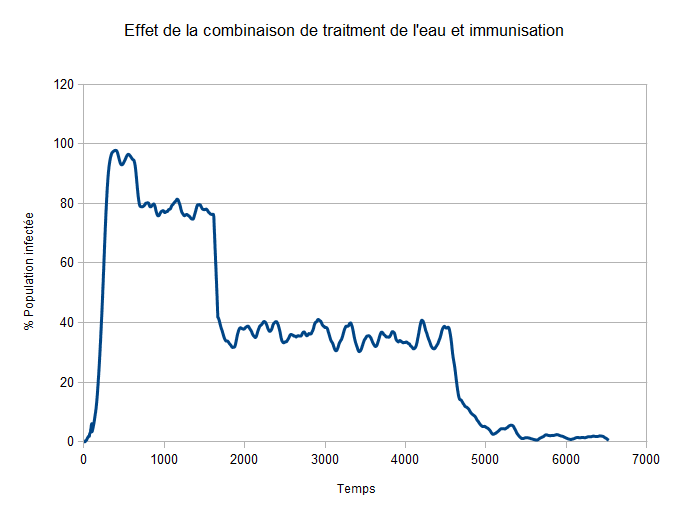 Effet de la combinaison de traitment de l'eau et immunisation
120
100
80
60
40
20
0
% Population infectée
0 1000 2000 3000 4000 5000 6000 7000
Temps